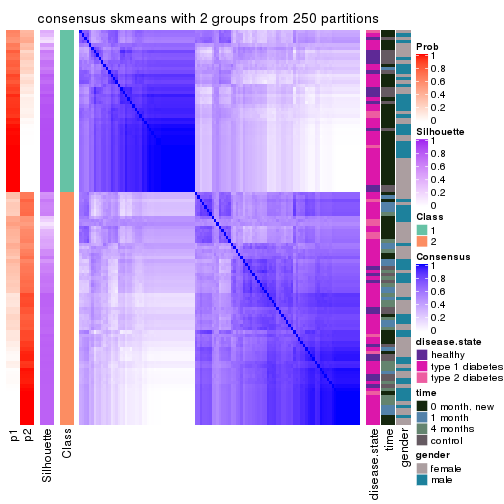 consensus skmeans with 2 groups from 250 partitions
Prob
1
0.8
0.6
0.4
0.2
0
Silhouette
1
0.8
0.6
0.4
0.2
0
Class
1
2
Consensus
1
0.8
0.6
0.4
0.2
0
disease.state
healthy
type 1 diabetes
type 2 diabetes
time
0 month, new
1 month
4 months
control
gender
female
male
p1
p2
Silhouette
Class
disease.state
time
gender